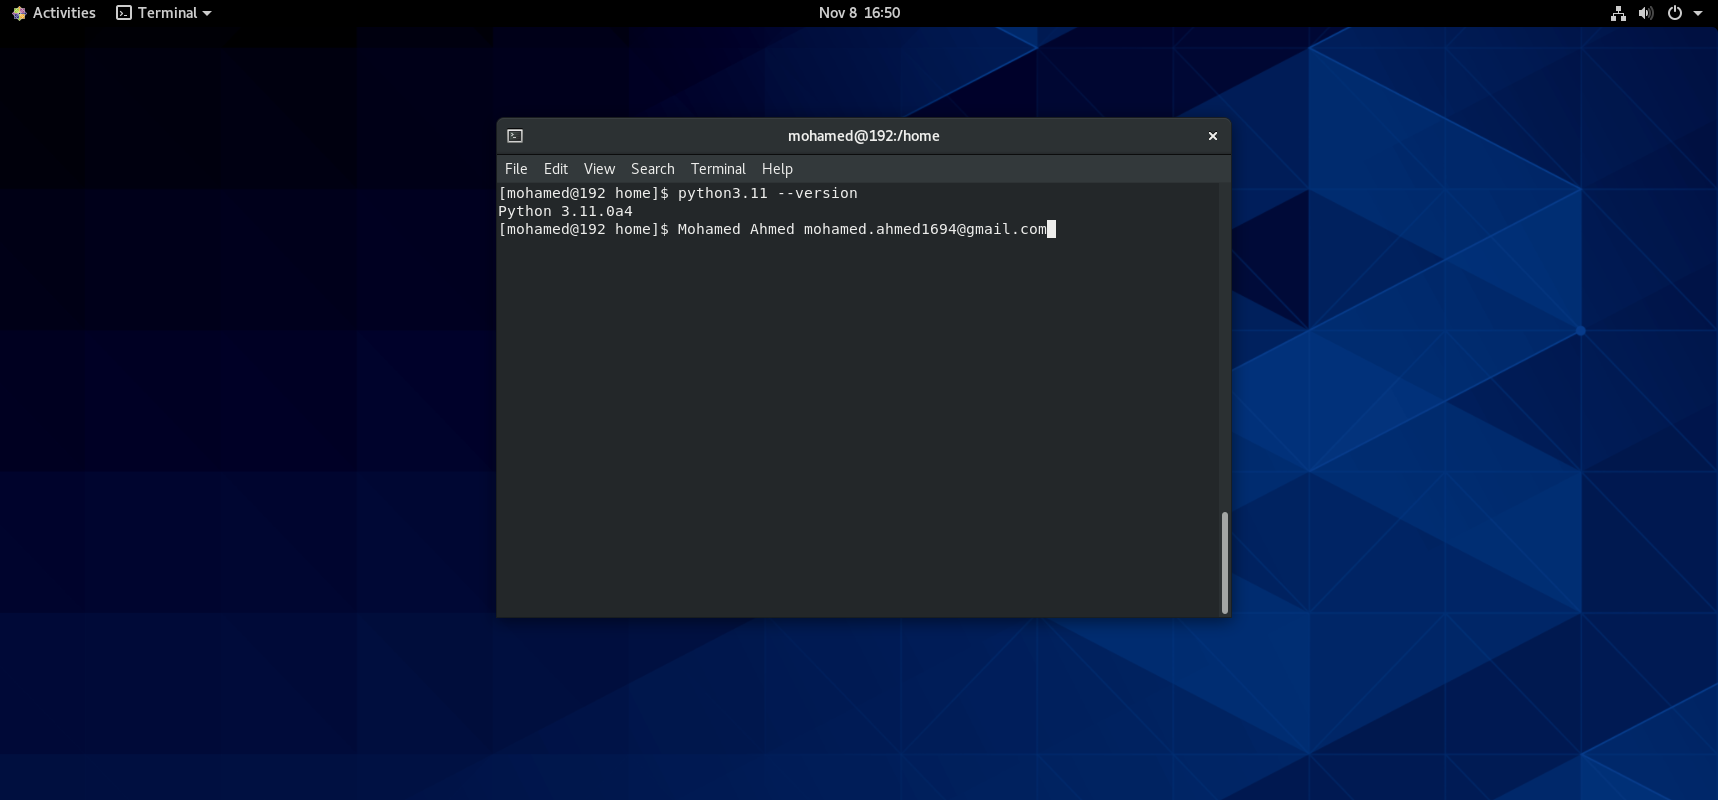 Activities Terminal Nov 8 16:50
mohamed@192:/home
File Edit View Search Terminal Help
[mohamed@192 home]$ python3.11 --version
Python 3.11.0a4
[mohamed@192 home]$ Mohamed Ahmed mohamed.ahmed1694@gmail.com